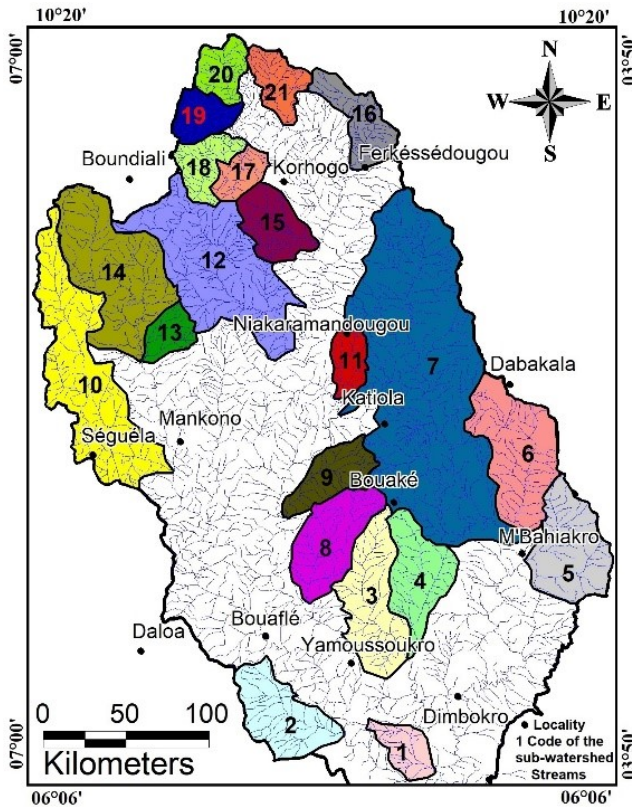 10°20' 10°20'
07°00' 03°50'
N
W E
S
20
21
16
19
Boundiali
18
17
Korhogo
Ferkéssédougou
15
12
14
13
Niakaramandougou
11
7
10
Dabakala
Katiola
Mankono
Séguéla
6
9
Bouaké
M'Bahiakro
8
5
3
4
Bouaflé
Daloa
Yamoussoukro
2
Dimbokro
1
0 50 100
Kilometers
Locality
1 Code of the
sub-watershed
Streams
07°00' 03°50'
06°06' 06°06'